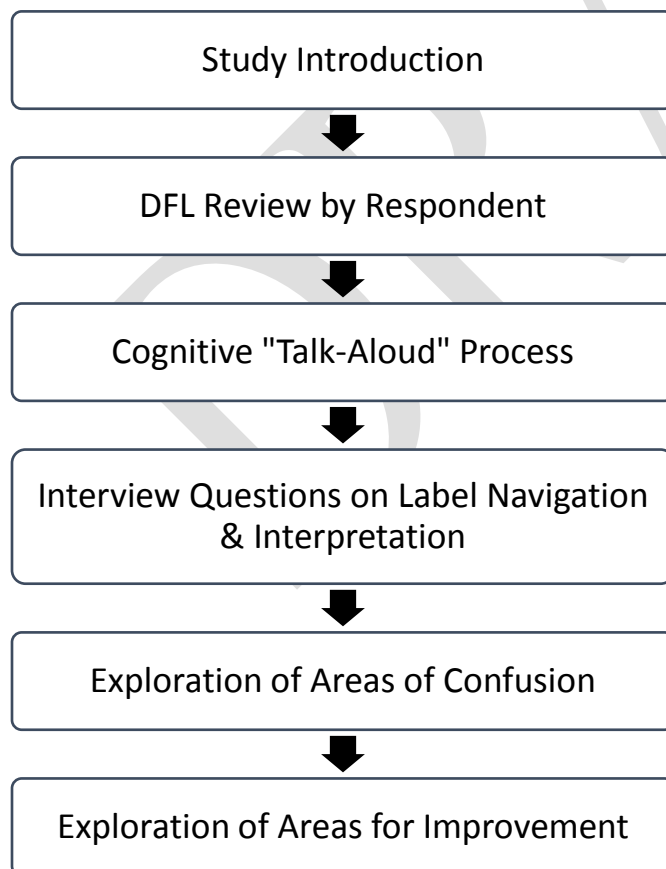 Study Introduction
DFL Review by Respondent
Cognitive "Talk-Aloud" Process
Interview Questions on Label Navigation
& Interpretation
Exploration of Areas of Confusion
Exploration of Areas for Improvement